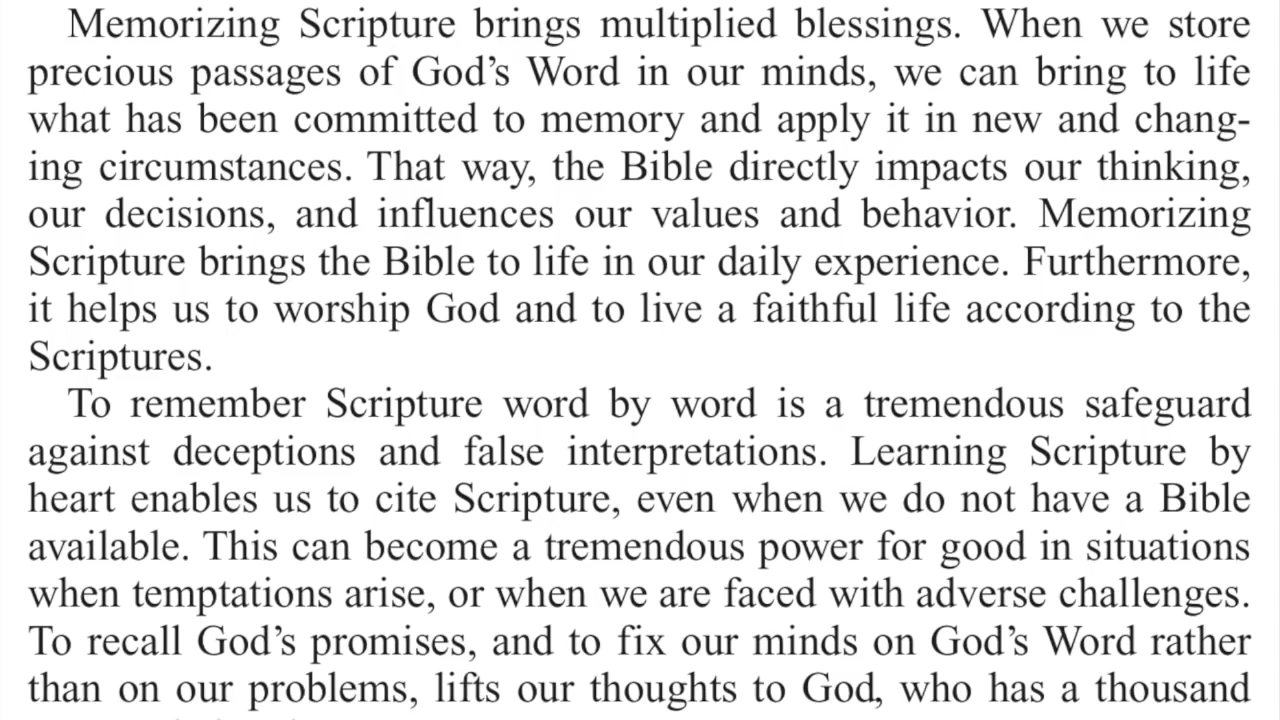 Memorizing Scripture brings multiplied blessings. When we store
precious passages of God’s Word in our minds, we can bring to life
what has been committed to memory and apply it in new and chang-
ing circumstances. That way, the Bible directly impacts our thinking,
our decisions, and influences our values and behavior. Memorizing
Scripture brings the Bible to life in our daily experience. Furthermore,
it helps us to worship God and to live a faithful life according to the
Scriptures.
To remember Scripture word by word is a tremendous safeguard
against deceptions and false interpretations. Learning Scripture by
heart enables us to cite Scripture, even when we do not have a Bible
available. This can become a tremendous power for good in situations
when temptations arise, or when we are faced with adverse challenges.
To recall God’s promises, and to fix our minds on God’s Word rather
than on our problems, lifts our thoughts to God, who has a thousand